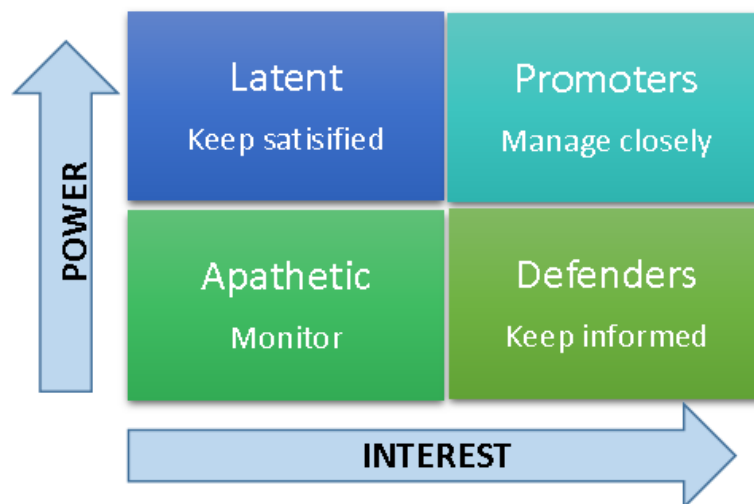 Latent
Keep satisified
Promoters
Manage closely
POWER
Apathetic
Monitor
Defenders
Keep informed
INTEREST